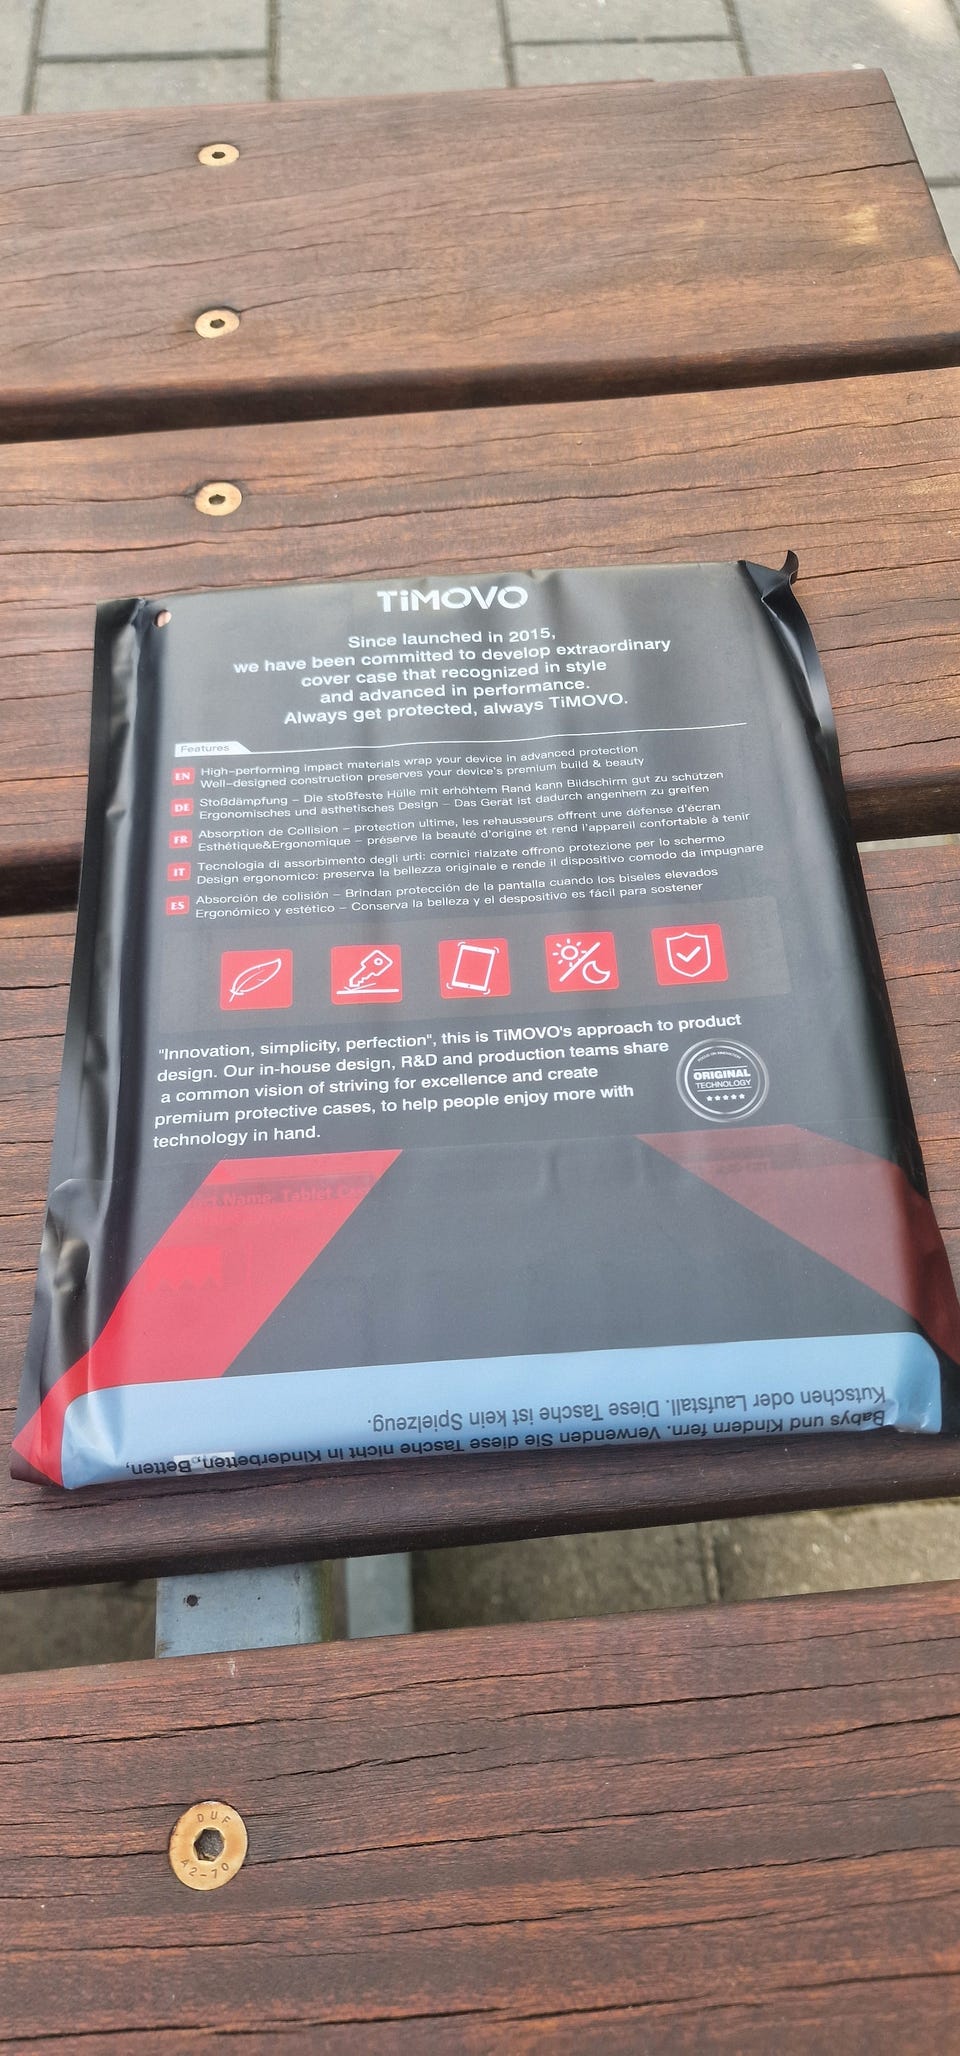 TiMOVO
Since launched in 2015,
we have been committed to develop extraordinary
cover case that recognized in style
and advanced in performance.
Always get protected, always TiMOVO.
Features
EN
High-performing impact materials wrap your device in advanced protection
Well-designed construction preserves your device's premium build & beauty
DE
Stoßdämpfung – Die stoßfeste Hülle mit erhöhtem Rand kann Bildschirm gut zu schützen
Ergonomisches und ästhetisches Design – Das Gerät ist dadurch angenhem zu greifen
FR
Absorption de Collision – protection ultime, les rehausseurs offrent une défense d'écran
Esthétique&Ergonomique – préserve la beauté d'origine et rend l'appareil confortable à tenir
IT
Tecnologia di assorbimento degli urti: cornici rialzate offrono protezione per lo schermo
Design ergonomico: preserva la bellezza originale e rende il dispositivo comodo da impugnare
ES
Absorción de colisión – Brindan protección de la pantalla cuando los biseles elevados
Ergonómico y estético – Conserva la belleza y el despositivo es fácil para sostener
"Innovation, simplicity, perfection", this is TiMOVO's approach to product
design. Our in-house design, R&D and production teams share
a common vision of striving for excellence and create
premium protective cases, to help people enjoy more with
technology in hand.
FOCUS ON INNOVATION
ORIGINAL
TECHNOLOGY
Name: Tablet
Babys und Kindern fern. Verwenden Sie diese Tasche nicht in Kinderbetten, Betten,
Kutschen oder Laufstall. Diese Tasche ist kein Spielzeug.
DUF
A2-70